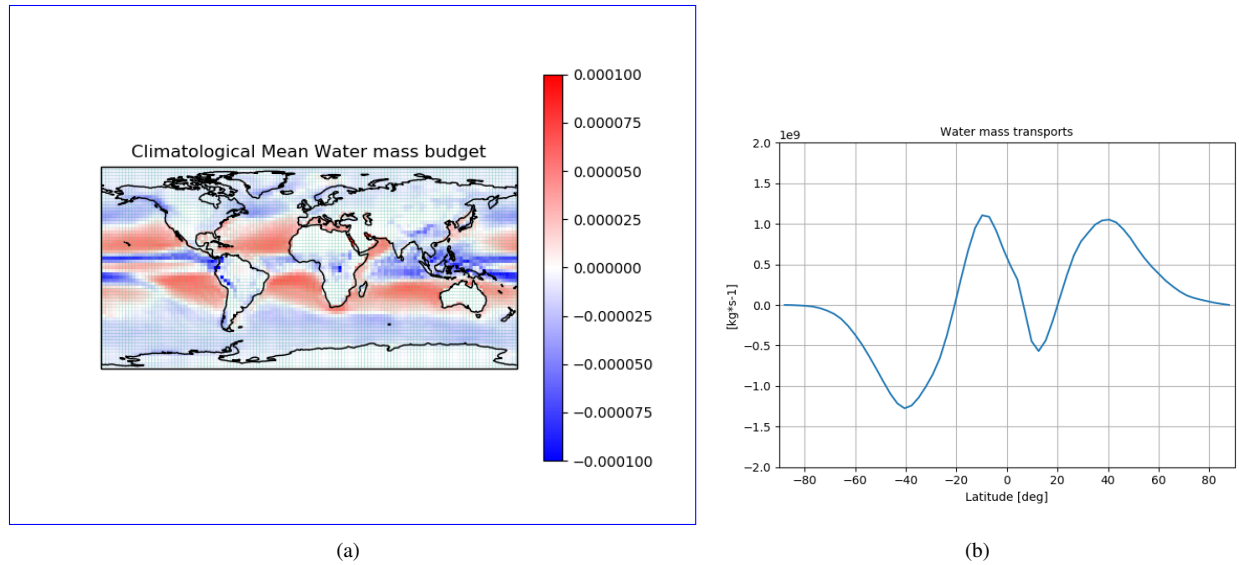 Climatological Mean Water mass budget
0.000100
0.000075
0.000050
0.000025
0.000000
−0.000025
−0.000050
−0.000075
−0.000100
(a)
Water mass transports
1e9
[kg*s-1]
2.0
1.5
1.0
0.5
0.0
−0.5
−1.0
−1.5
−2.0
−80 −60 −40 −20 0 20 40 60 80
Latitude [deg]
(b)